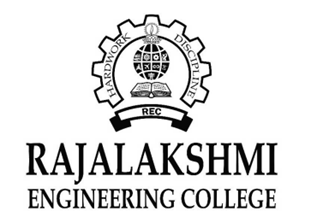 HARDWORK DISCIPLINE
REC
RAJALAKSHMI
ENGINEERING COLLEGE